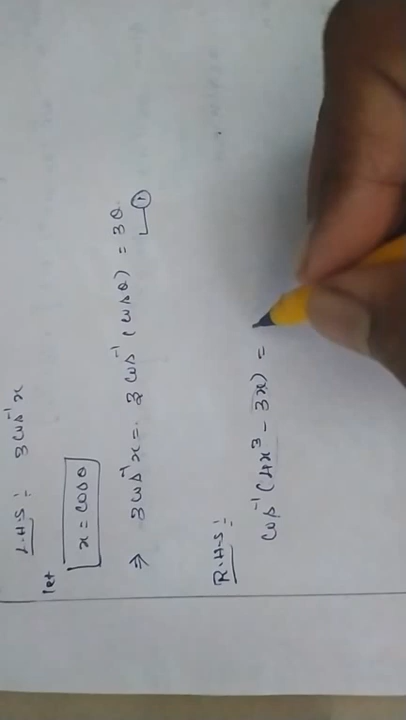 L.H.S:- 3cos⁻¹x
let
x = cosθ
⇒ 3cos⁻¹x = 3cos⁻¹(cosθ) = 3θ
①
R.H.S:-
cos⁻¹(4x³ - 3x) =